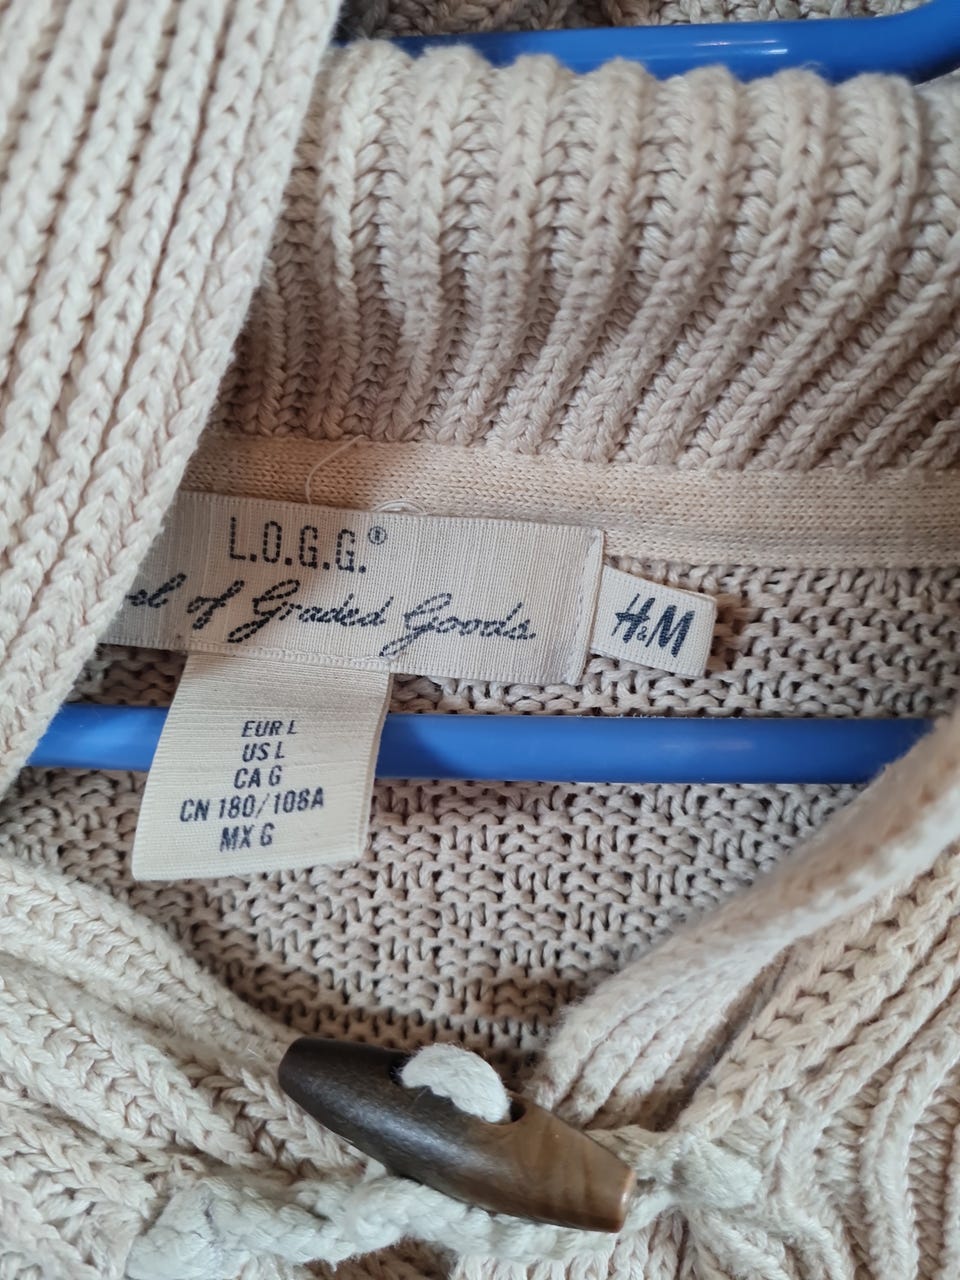 L.O.G.G.®
of Graded Goods.
H&M
EUR L
US L
CA G
CN 180/108A
MX G